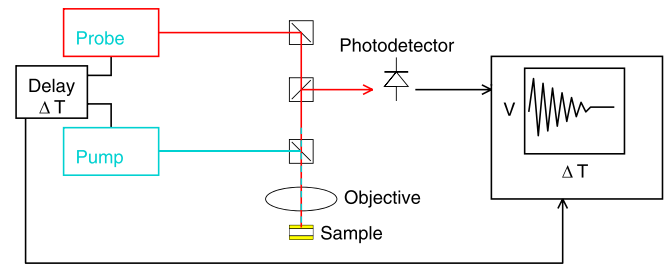 Probe
Photodetector
Delay
Δ T
V
Pump
Δ T
Objective
Sample